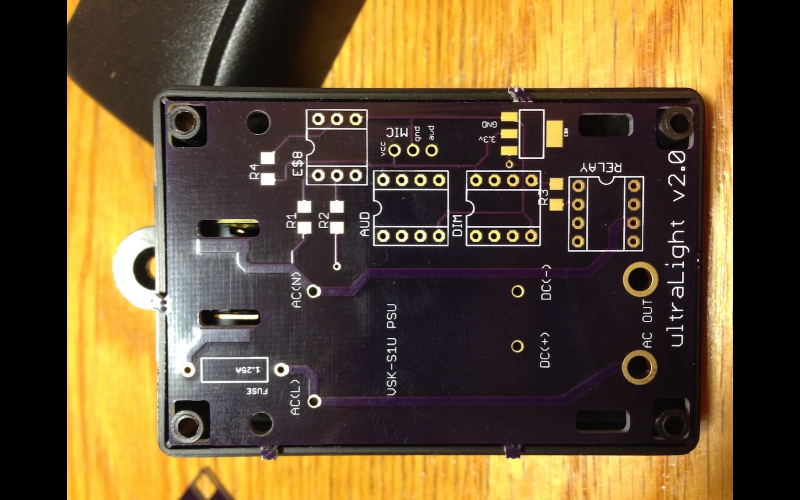 MIC
vcc
gnd
aud
GND
3.3v
R4
E$8
RELAY
R3
R1
R2
AUD
DIM
ultraLight v2.0
AC(N)
DC(-)
VSK-S1U PSU
AC OUT
DC(+)
1.25A
FUSE
AC(L)